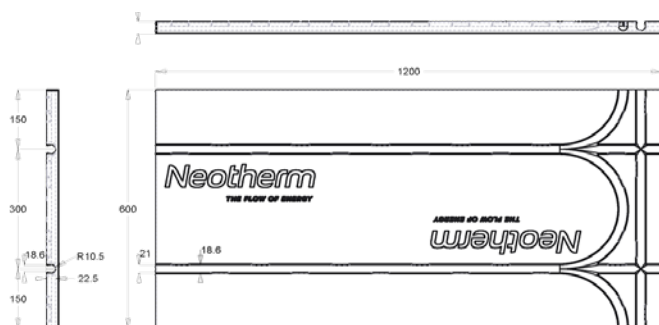 1200
150
300
600
150
18.6
R10.5
22.5
21
18.6
Neotherm
THE FLOW OF ENERGY
Neotherm
THE FLOW OF ENERGY